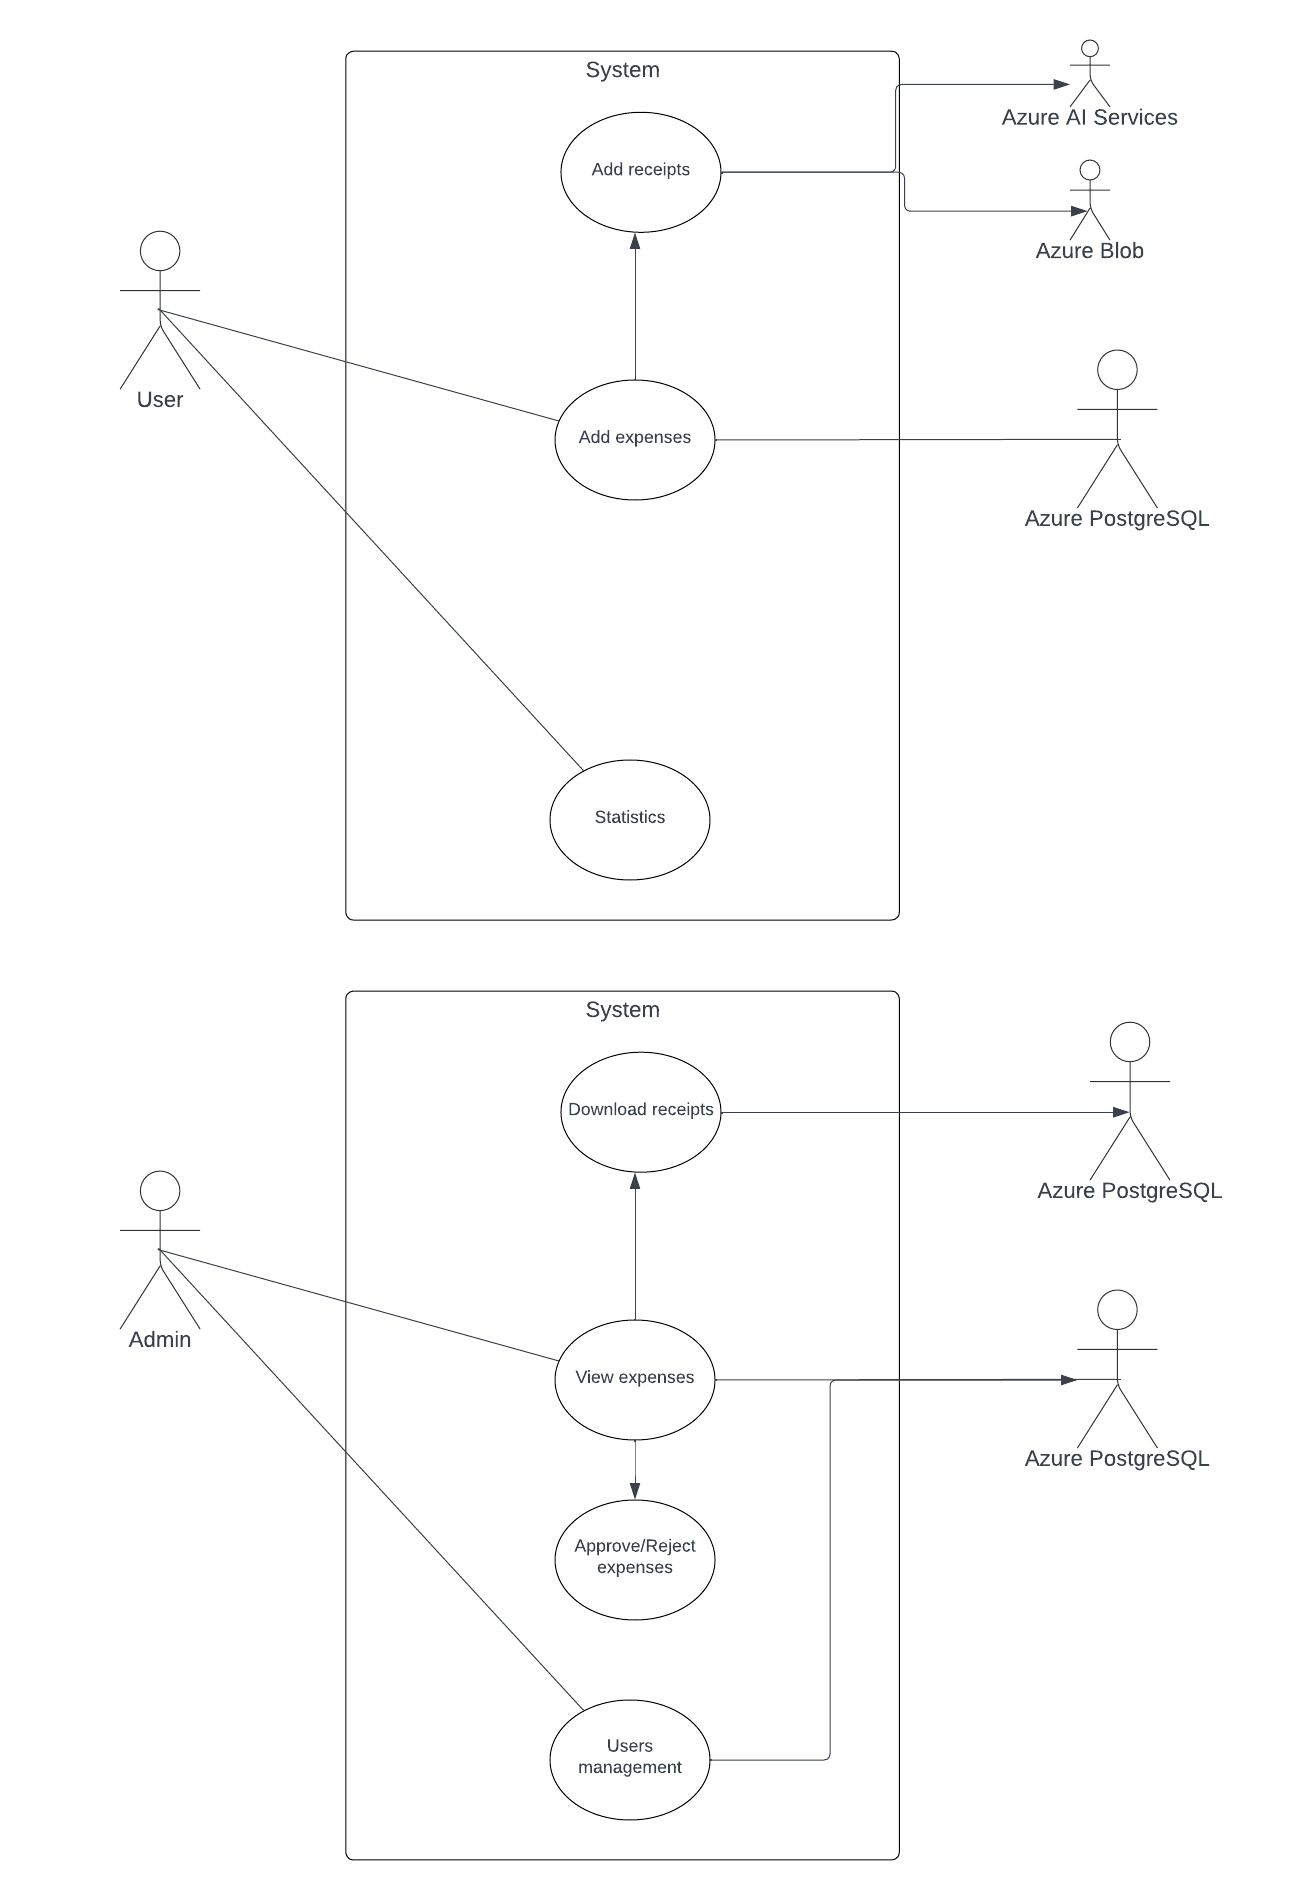 System
Azure AI Services
Add receipts
Azure Blob
User
Add expenses
Azure PostgreSQL
Statistics
System
Download receipts
Azure PostgreSQL
Admin
View expenses
Azure PostgreSQL
Approve/Reject
expenses
Users
management